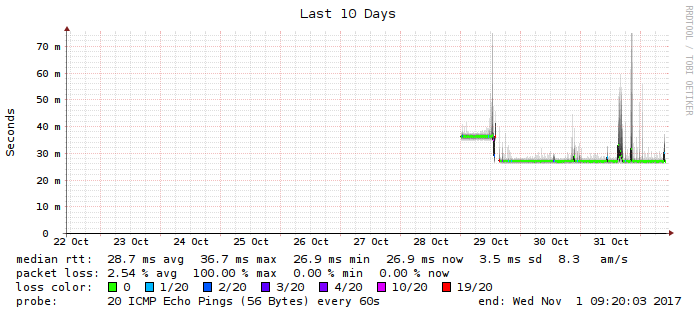 Last 10 Days
RRDTOOL / TOBI OETIKER
Seconds
70 m
60 m
50 m
40 m
30 m
20 m
10 m
0
22 Oct 23 Oct 24 Oct 25 Oct 26 Oct 27 Oct 28 Oct 29 Oct 30 Oct 31 Oct
median rtt: 28.7 ms avg 36.7 ms max 26.9 ms min 26.9 ms now 3.5 ms sd 8.3 am/s
packet loss: 2.54 % avg 100.00 % max 0.00 % min 0.00 % now
loss color: 0 1/20 2/20 3/20 4/20 10/20 19/20
probe: 20 ICMP Echo Pings (56 Bytes) every 60s end: Wed Nov 1 09:20:03 2017